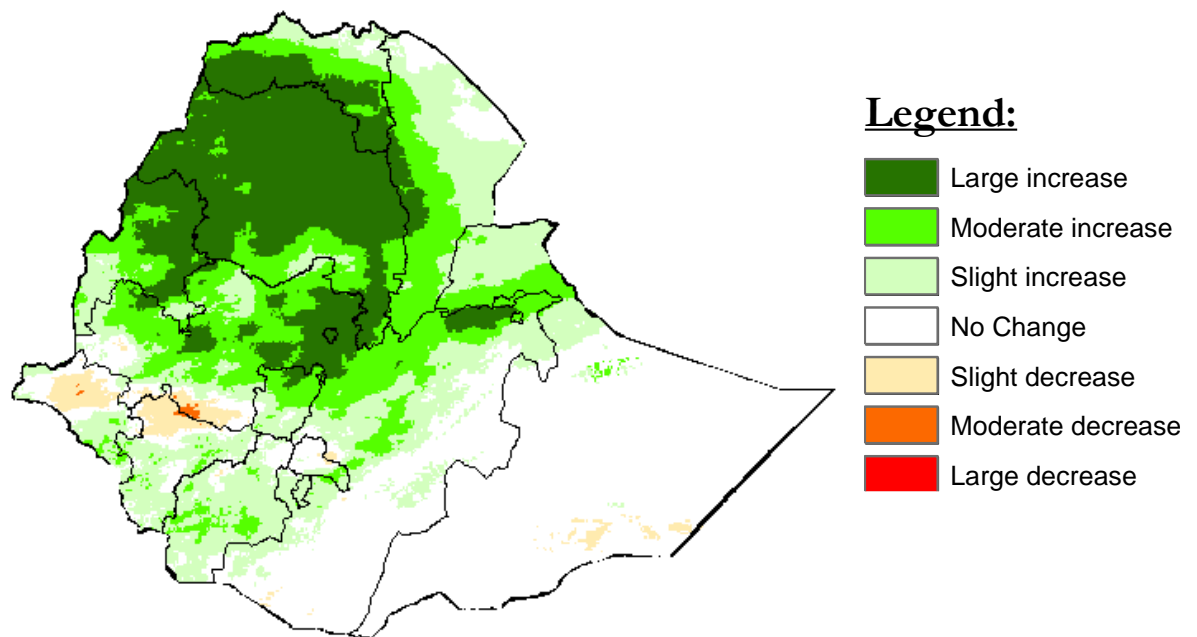 Legend:
Large increase
Moderate increase
Slight increase
No Change
Slight decrease
Moderate decrease
Large decrease